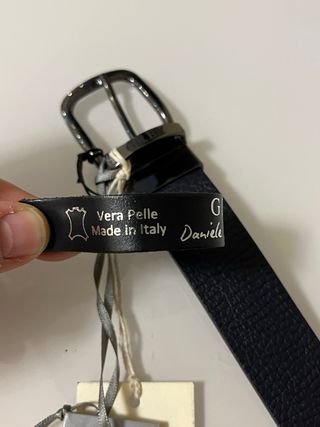 Vera Pelle
Made in Italy
G
Daniele